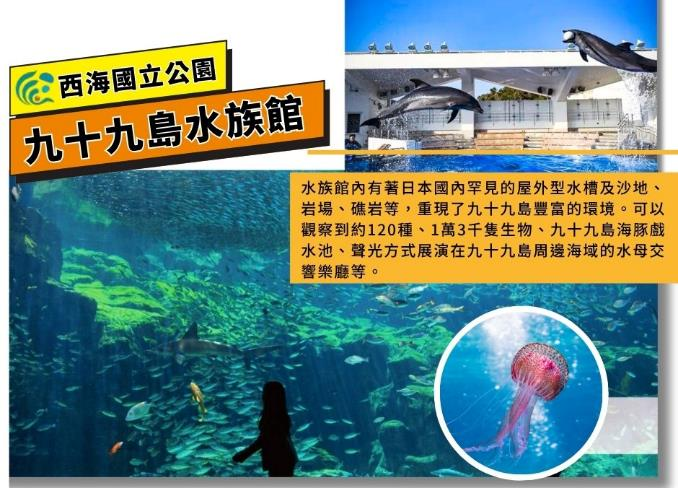 西海國立公園
九十九島水族館
水族館內有著日本國內罕見的屋外型水槽及沙地、
岩場、礁岩等，重現了九十九島豐富的環境。可以
觀察到約120種、1萬3千隻生物、九十九島海豚戲
水池、聲光方式展演在九十九島周邊海域的水母交
響樂廳等。